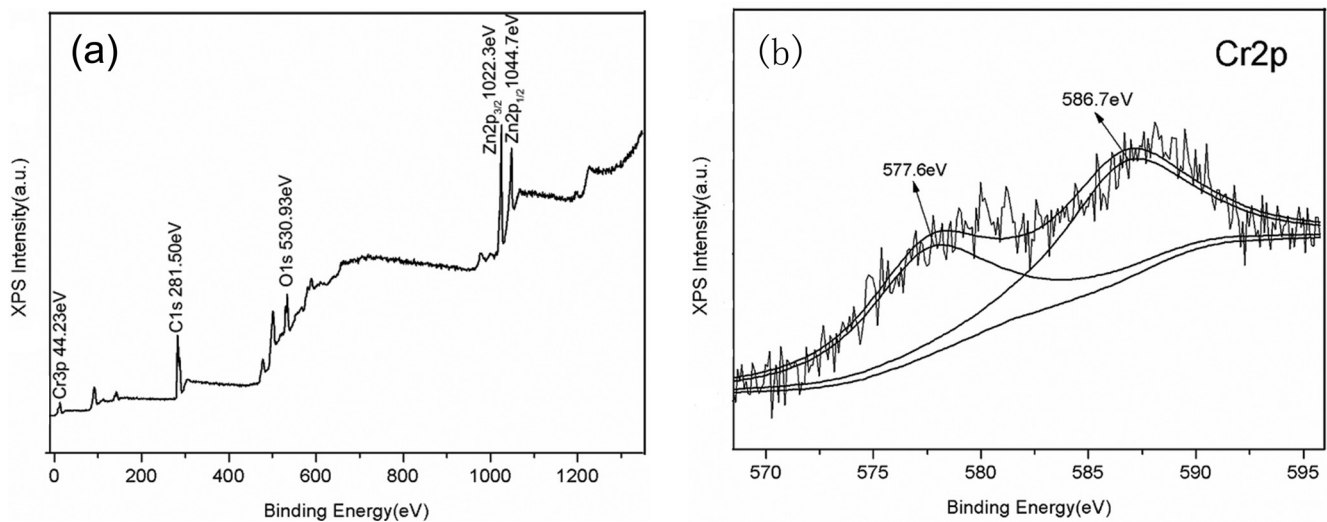 (a)
XPS Intensity(a.u.)
Cr3p 44.23eV
C1s 281.50eV
O1s 530.93eV
Zn2p3/2 1022.3eV
Zn2p1/2 1044.7eV
0 200 400 600 800 1000 1200
Binding Energy(eV)
(b)
Cr2p
XPS Intensity(a.u.)
577.6eV
586.7eV
570 575 580 585 590 595
Binding Energy(eV)